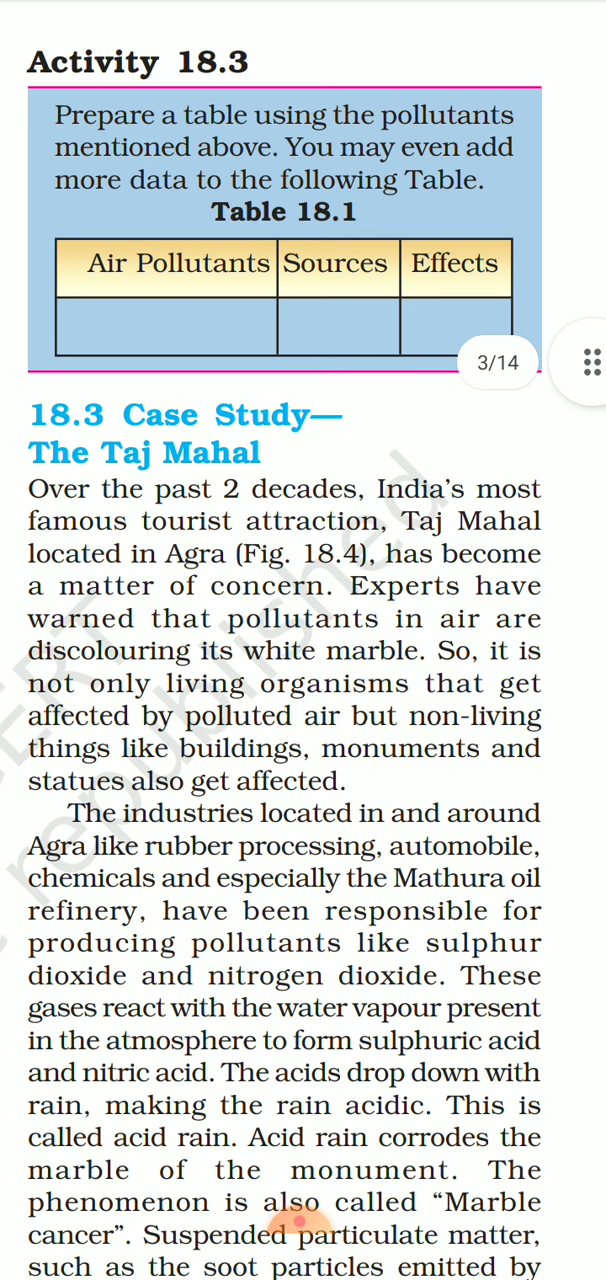 Activity 18.3
Prepare a table using the pollutants
mentioned above. You may even add
more data to the following Table.
Table 18.1
Air Pollutants Sources Effects
3/14
18.3 Case Study—
The Taj Mahal
Over the past 2 decades, India's most
famous tourist attraction, Taj Mahal
located in Agra (Fig. 18.4), has become
a matter of concern. Experts have
warned that pollutants in air are
discolouring its white marble. So, it is
not only living organisms that get
affected by polluted air but non-living
things like buildings, monuments and
statues also get affected.
The industries located in and around
Agra like rubber processing, automobile,
chemicals and especially the Mathura oil
refinery, have been responsible for
producing pollutants like sulphur
dioxide and nitrogen dioxide. These
gases react with the water vapour present
in the atmosphere to form sulphuric acid
and nitric acid. The acids drop down with
rain, making the rain acidic. This is
called acid rain. Acid rain corrodes the
marble of the monument. The
phenomenon is also called “Marble
cancer”. Suspended particulate matter,
such as the soot particles emitted by